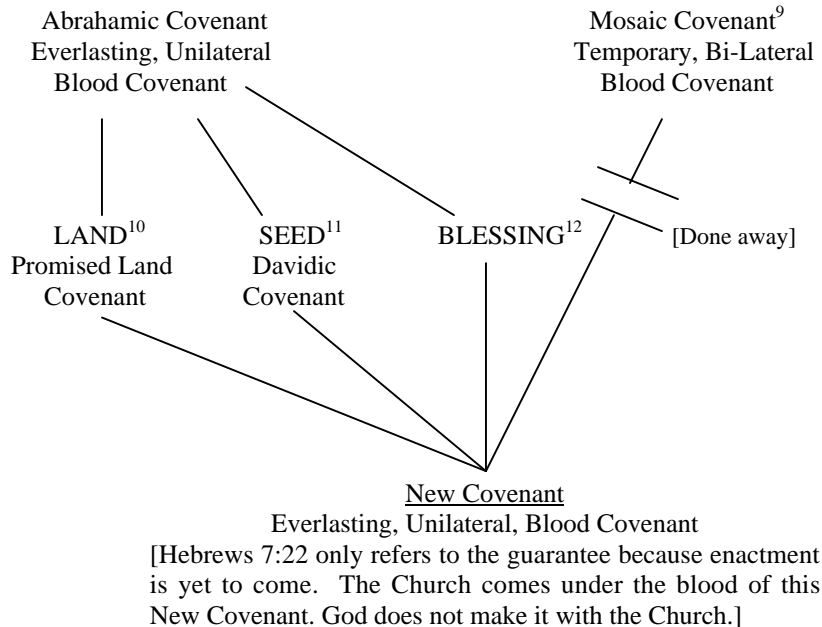 Abrahamic Covenant
Everlasting, Unilateral
Blood Covenant
Mosaic Covenant⁹
Temporary, Bi-Lateral
Blood Covenant
LAND¹⁰
Promised Land
Covenant
SEED¹¹
Davidic
Covenant
BLESSING¹²
[Done away]
New Covenant
Everlasting, Unilateral, Blood Covenant
[Hebrews 7:22 only refers to the guarantee because enactment
is yet to come. The Church comes under the blood of this
New Covenant. God does not make it with the Church.]